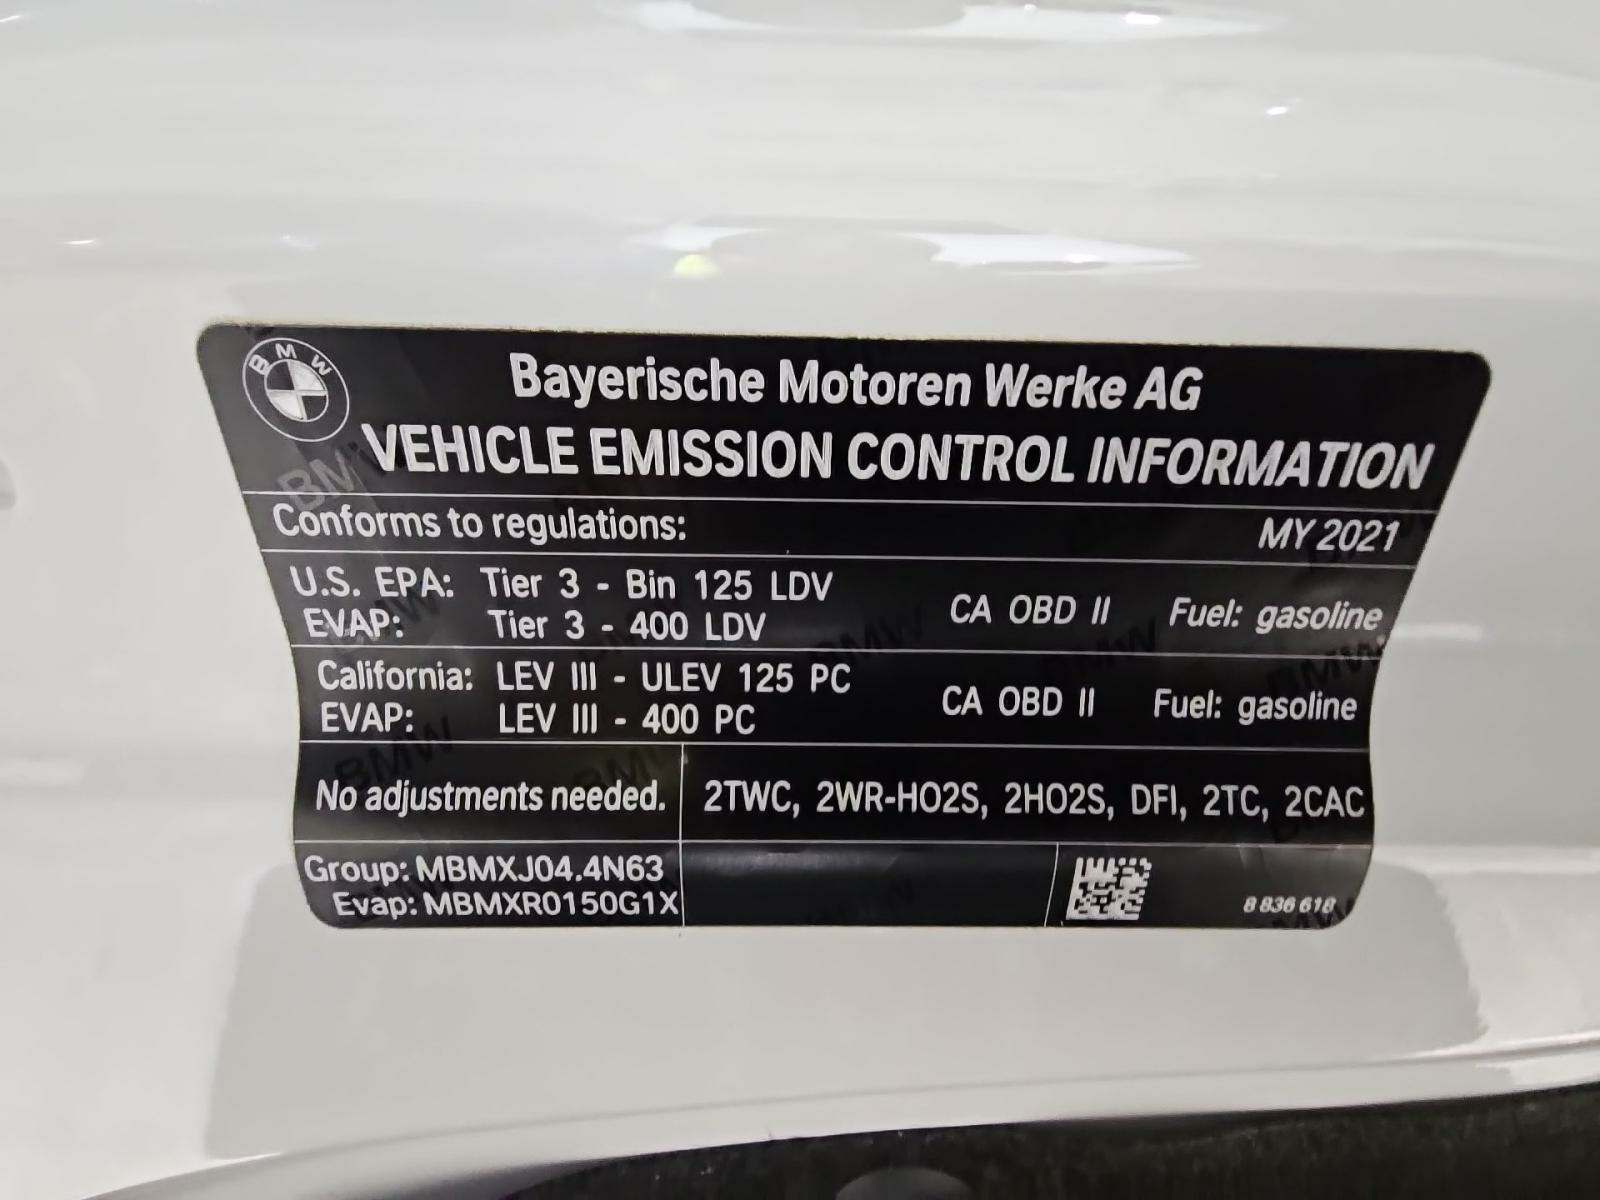 BMW
Bayerische Motoren Werke AG
VEHICLE EMISSION CONTROL INFORMATION
Conforms to regulations: MY 2021
U.S. EPA: Tier 3 - Bin 125 LDV
EVAP: Tier 3 - 400 LDV
CA OBD II Fuel: gasoline
California: LEV III - ULEV 125 PC
EVAP: LEV III - 400 PC
CA OBD II Fuel: gasoline
No adjustments needed. 2TWC, 2WR-HO2S, 2HO2S, DFI, 2TC, 2CAC
Group: MBMXJ04.4N63
Evap: MBMXR0150G1X
8 836 618